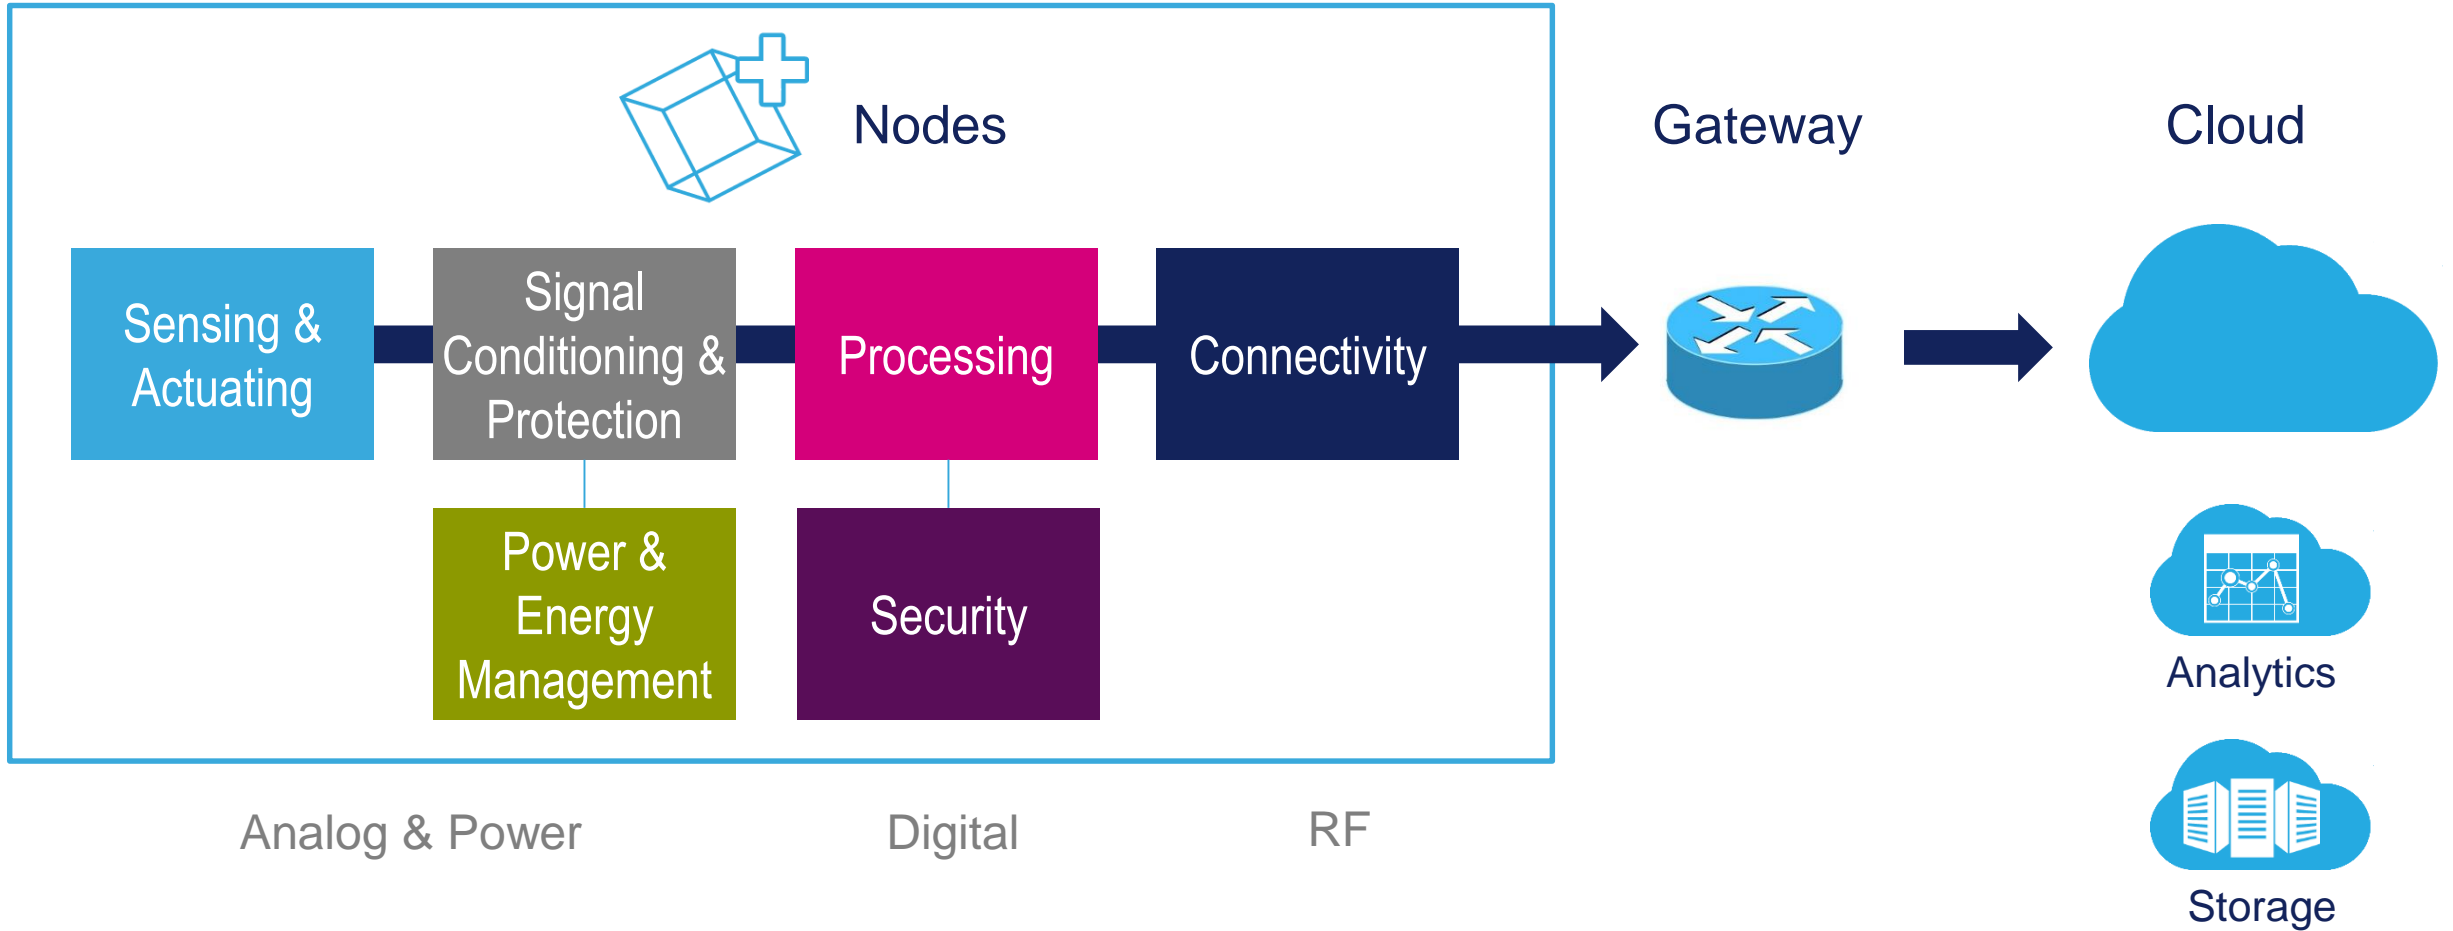 Nodes
Gateway
Cloud
Sensing &
Actuating
Signal
Conditioning &
Protection
Processing
Connectivity
Power &
Energy
Management
Security
Analytics
Storage
Analog & Power
Digital
RF